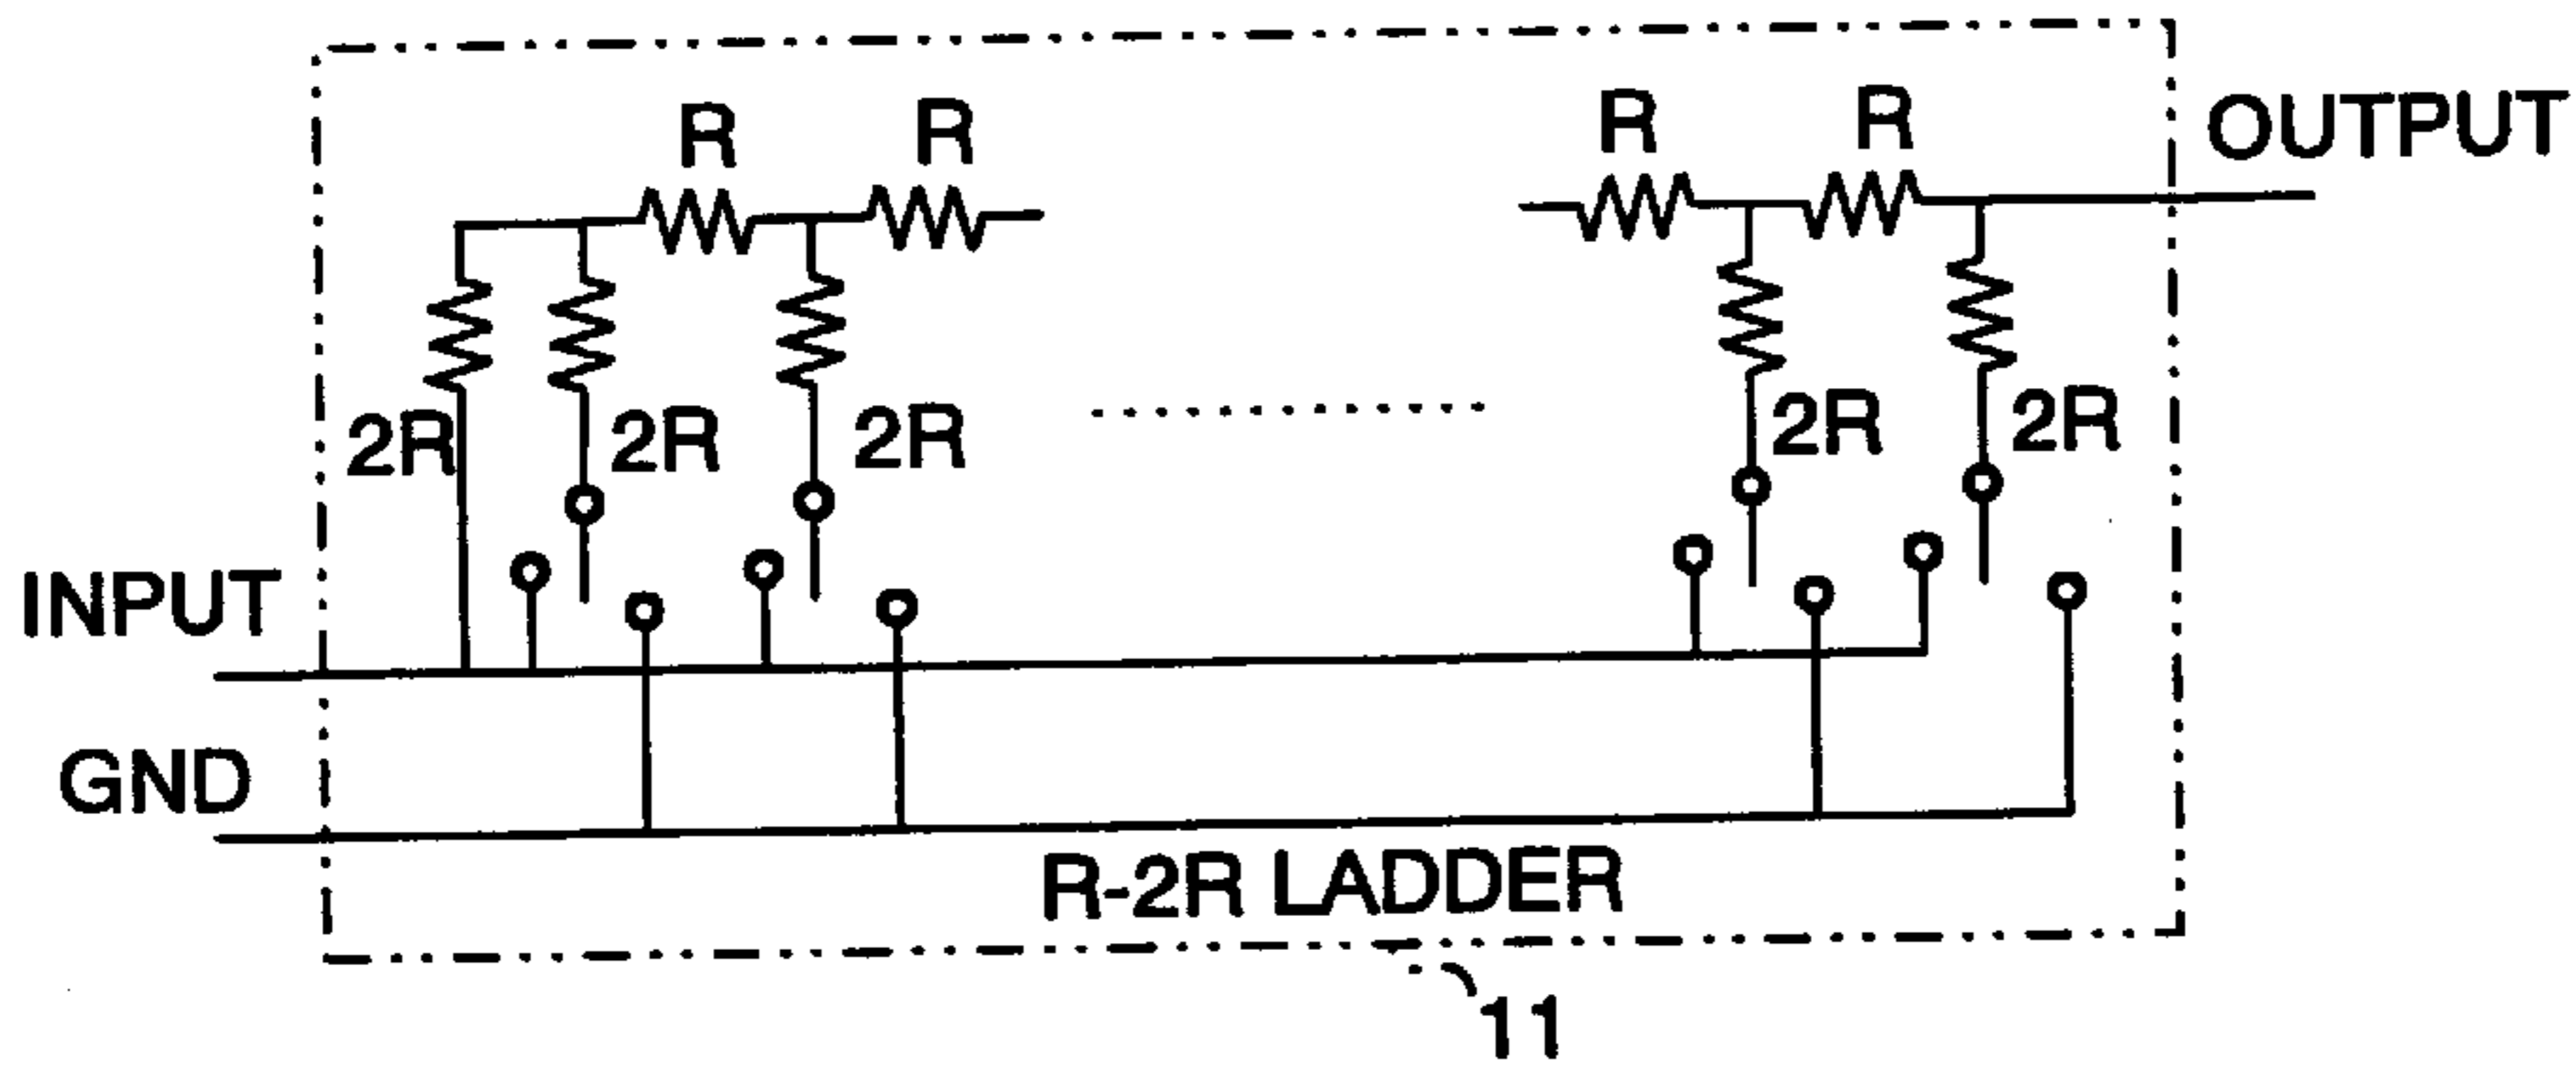 R R R R OUTPUT
2R 2R 2R 2R 2R
INPUT
GND
R-2R LADDER
11